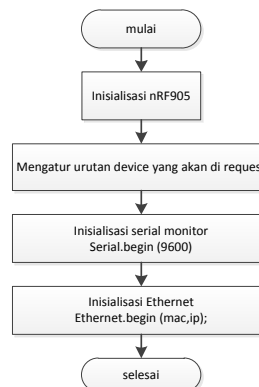 mulai
Inisialisasi nRF905
Mengatur urutan device yang akan di reques
Inisialisasi serial monitor
Serial.begin (9600)
Inisialisasi Ethernet
Ethernet.begin (mac,ip);
selesai